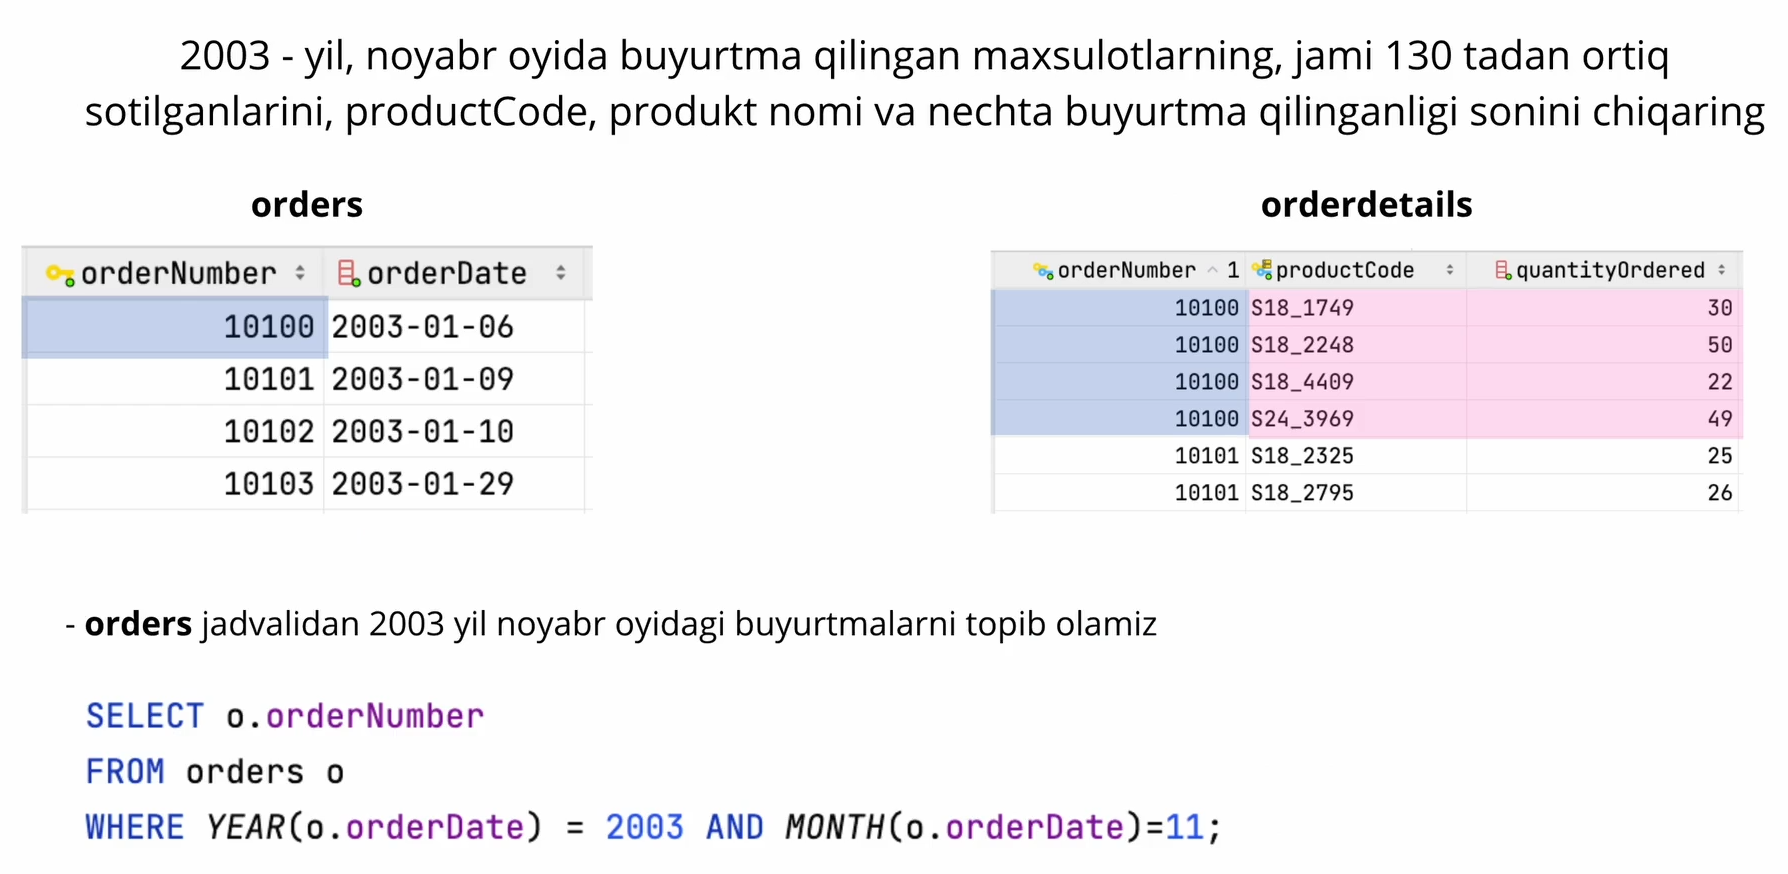 2003 - yil, noyabr oyida buyurtma qilingan maxsulotlarning, jami 130 tadan ortiq
sotilganlarini, productCode, produkt nomi va nechta buyurtma qilinganligi sonini chiqaring
orders
orderNumber orderDate
10100 2003-01-06
10101 2003-01-09
10102 2003-01-10
10103 2003-01-29
orderdetails
orderNumber 1 productCode quantityOrdered
10100 S18_1749 30
10100 S18_2248 50
10100 S18_4409 22
10100 S24_3969 49
10101 S18_2325 25
10101 S18_2795 26
- orders jadvalidan 2003 yil noyabr oyidagi buyurtmalarni topib olamiz
SELECT o.orderNumber
FROM orders o
WHERE YEAR(o.orderDate) = 2003 AND MONTH(o.orderDate)=11;